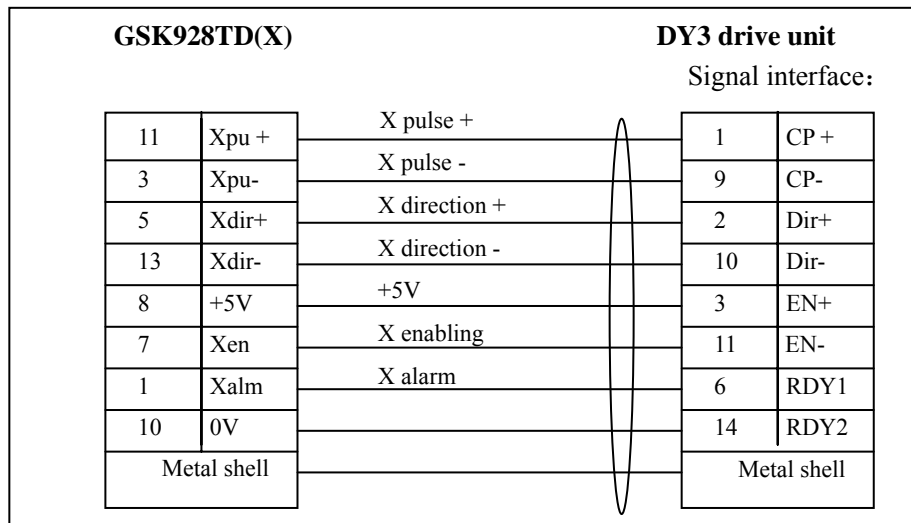 GSK928TD(X) DY3 drive unit
Signal interface：
11 Xpu + X pulse + 1 CP +
3 Xpu- X pulse - 9 CP-
5 Xdir+ X direction + 2 Dir+
13 Xdir- X direction - 10 Dir-
8 +5V +5V 3 EN+
7 Xen X enabling 11 EN-
1 Xalm X alarm 6 RDY1
10 0V 14 RDY2
Metal shell Metal shell